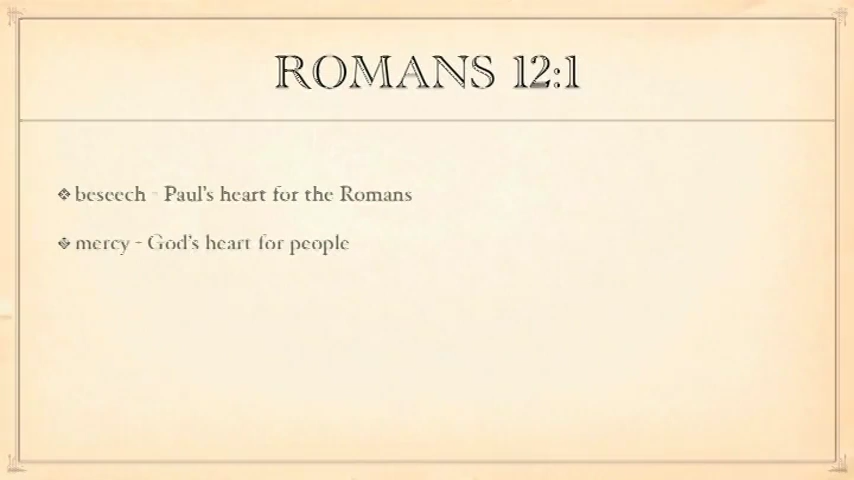 ROMANS 12:1
beseech - Paul's heart for the Romans
mercy - God's heart for people